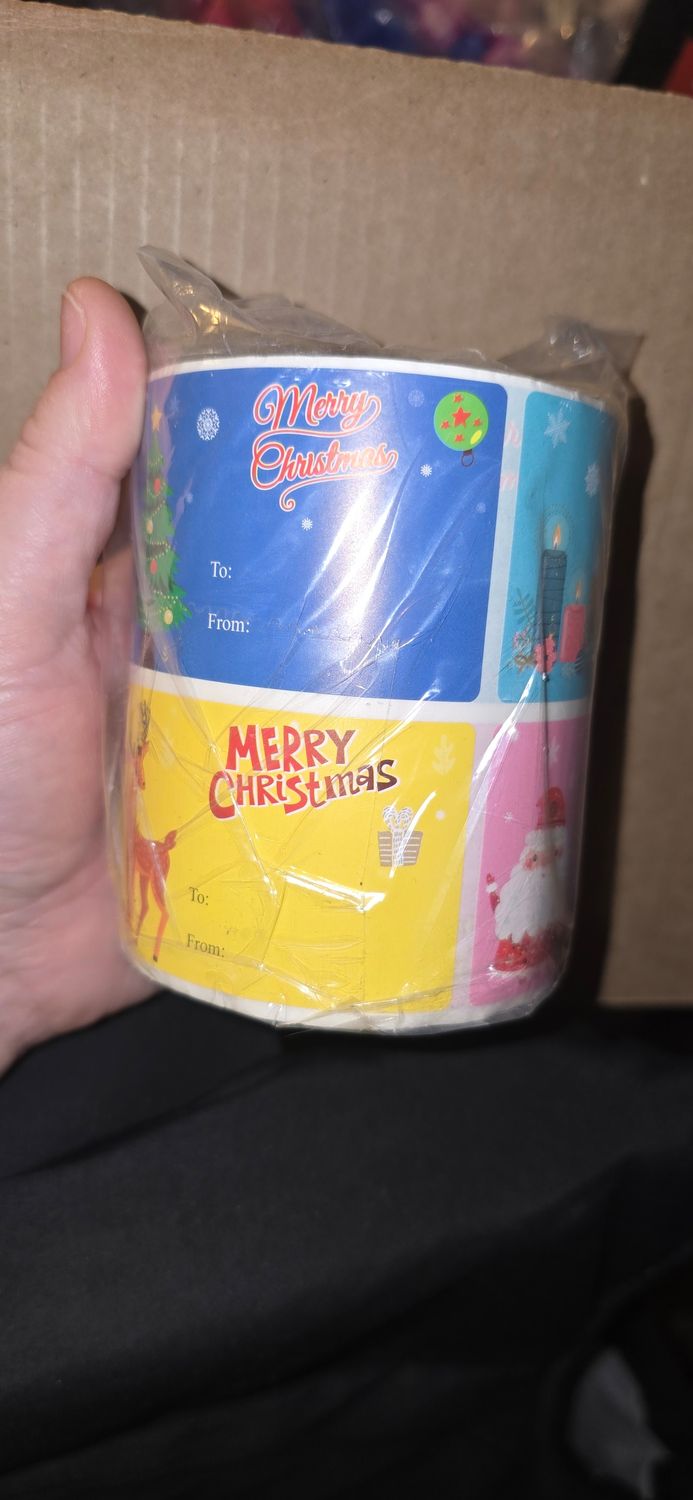 Merry
Christmas
To:
From:
MERRY
CHRiStmas
To:
From: